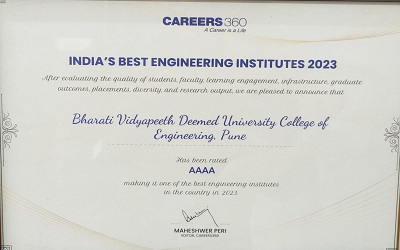 CAREERS360
A Career is a Life
INDIA'S BEST ENGINEERING INSTITUTES 2023
After evaluating the quality of students, faculty, learning engagement, infrastructure, graduate
outcomes, placements, diversity and research output, we are pleased to announce that
Bharati Vidyapeeth Deemed University College of
Engineering, Pune
Has been rated
AAAA
making it one of the best engineering institutes
in the country in 2023.
MAHESHWER PERI
EDITOR, CAREERS360